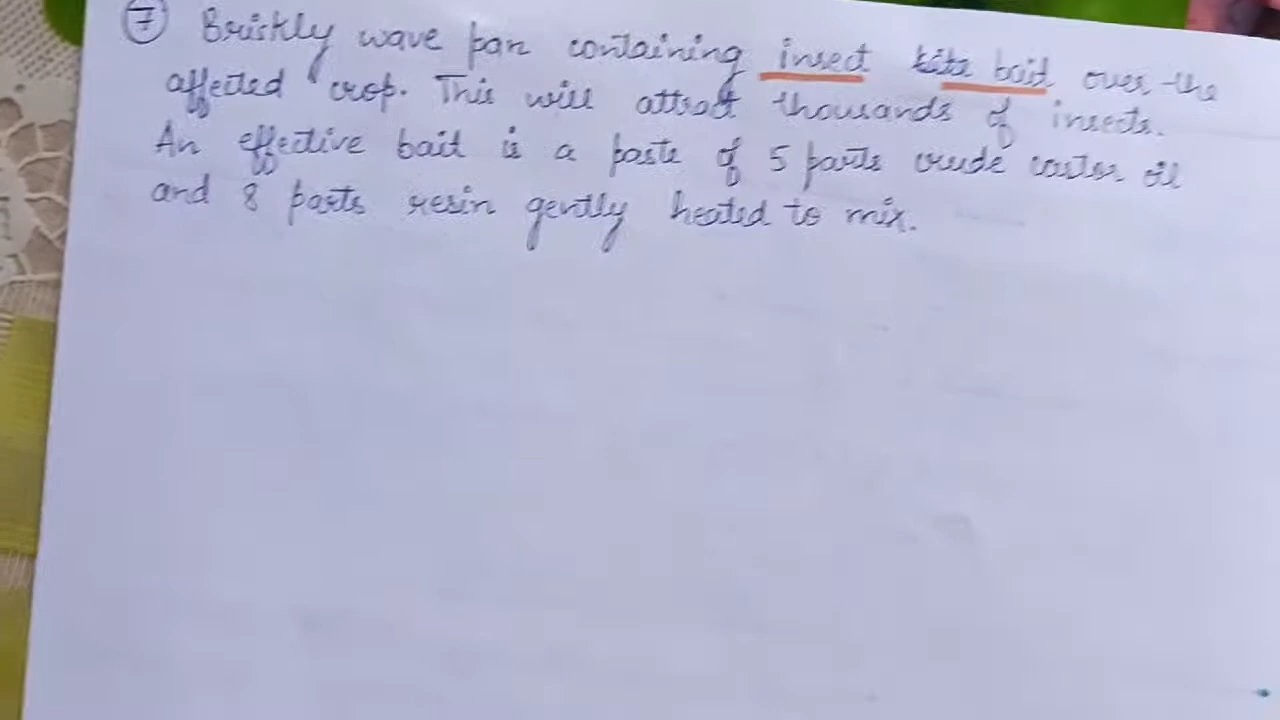 7 Briskly wave pan containing insect bite bait over the
affected crop. This will attract thousands of insects.
An effective bait is a paste of 5 parts crude castor oil
and 8 parts resin gently heated to mix.